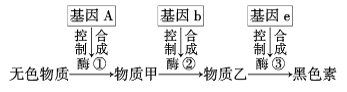 基因A 基因b 基因e
控制 合成 控制 合成 控制 合成
酶① 酶② 酶③
无色物质→物质甲→物质乙→黑色素